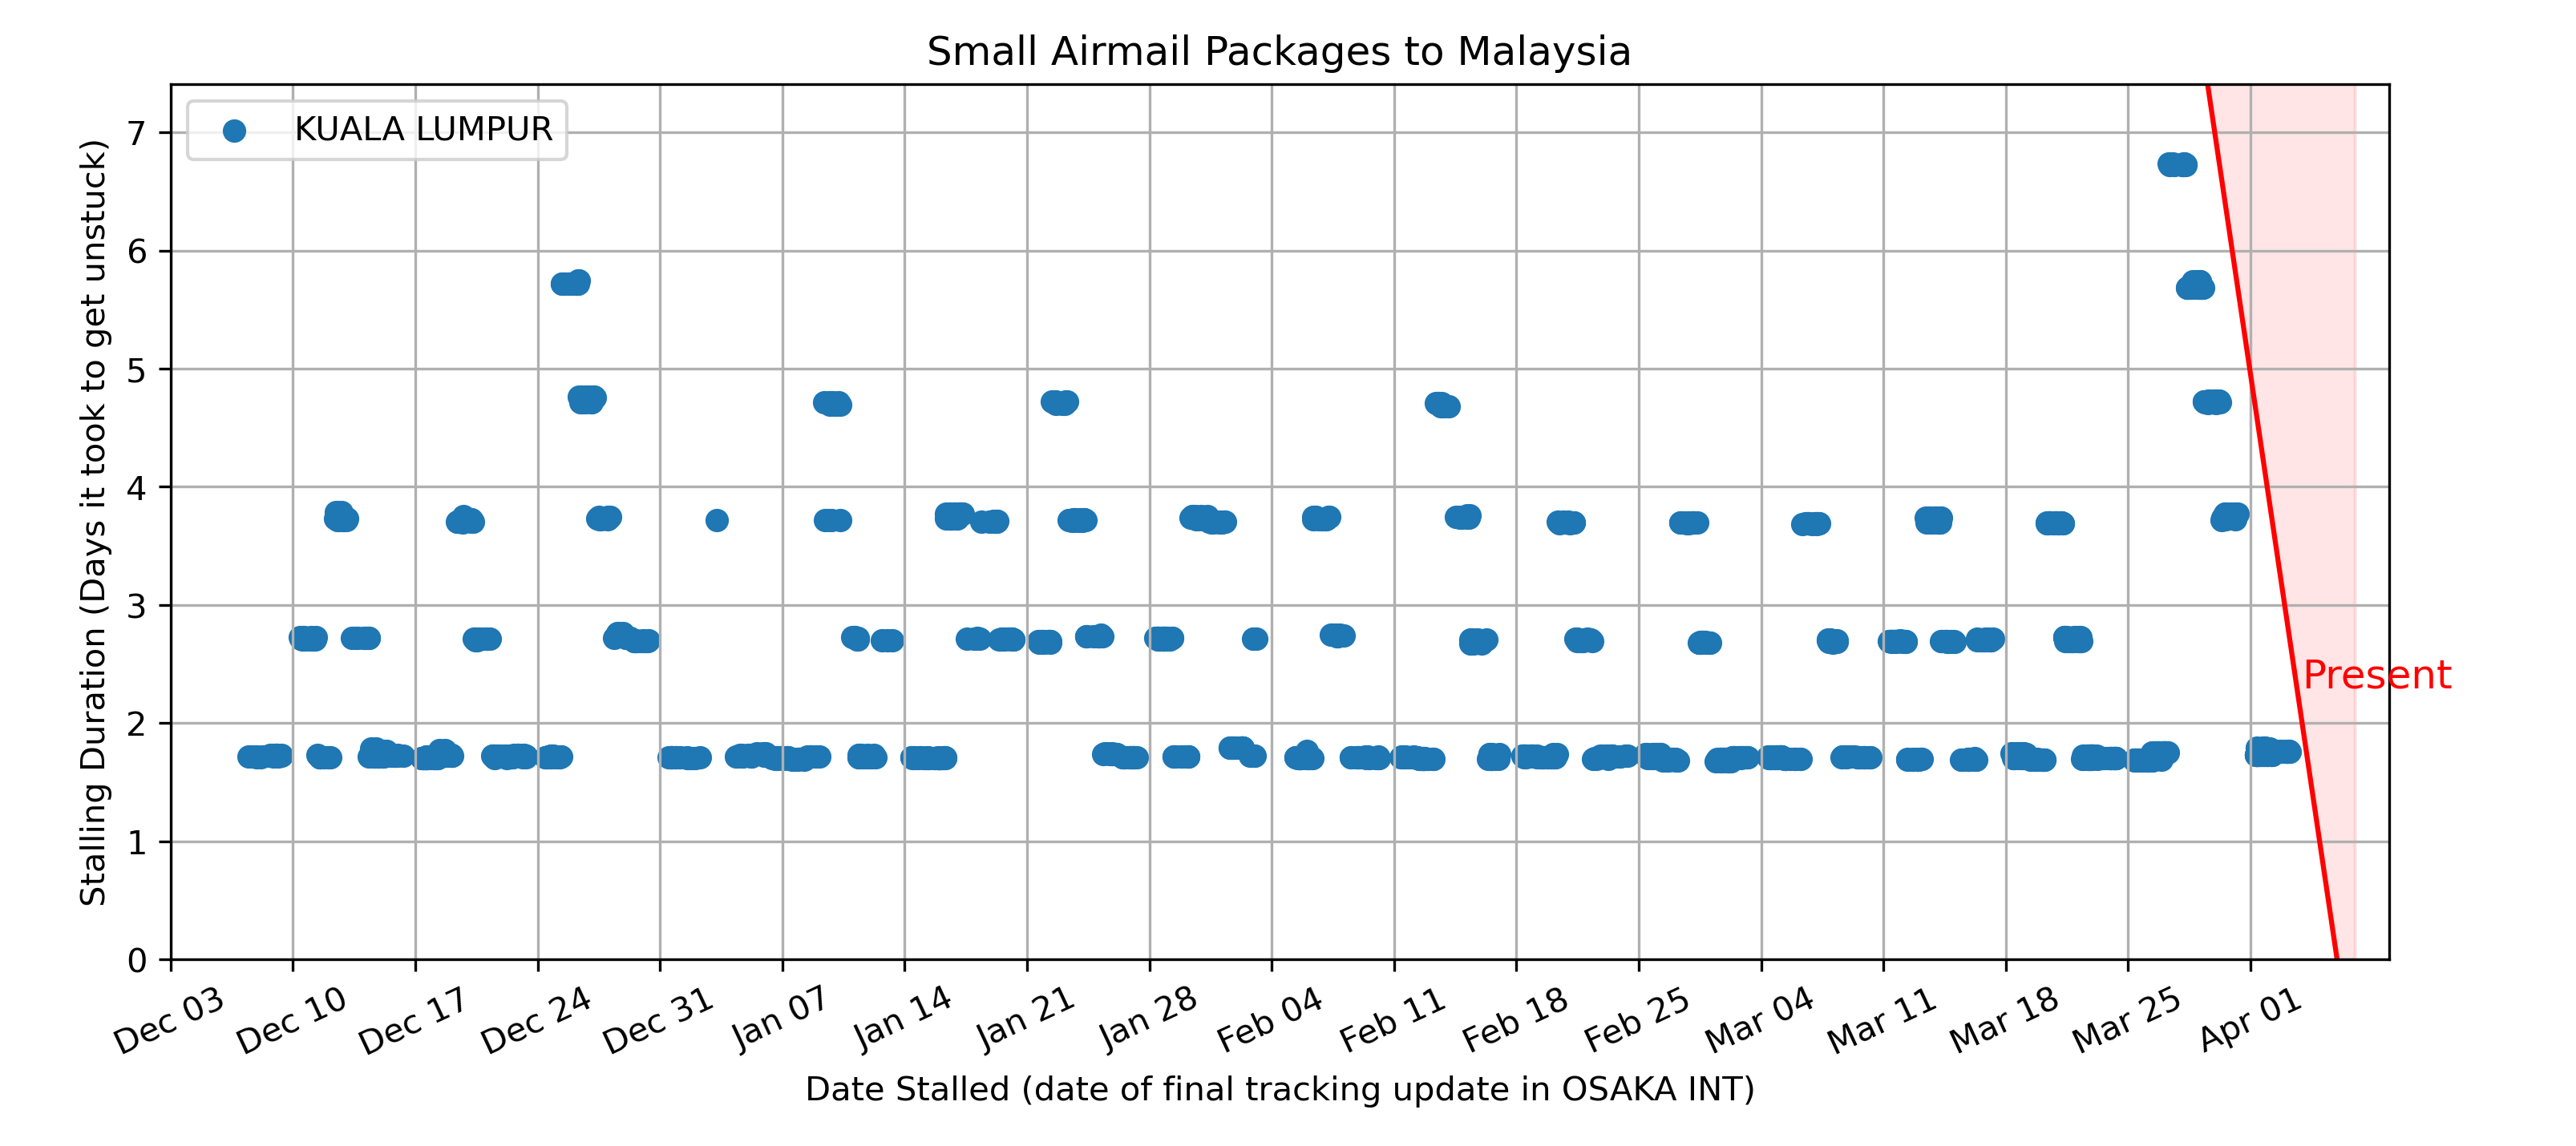 Small Airmail Packages to Malaysia
KUALA LUMPUR
Stalling Duration (Days it took to get unstuck)
7
6
5
4
3
2
1
0
Present
Dec 03
Dec 10
Dec 17
Dec 24
Dec 31
Jan 07
Jan 14
Jan 21
Jan 28
Feb 04
Feb 11
Feb 18
Feb 25
Mar 04
Mar 11
Mar 18
Mar 25
Apr 01
Date Stalled (date of final tracking update in OSAKA INT)